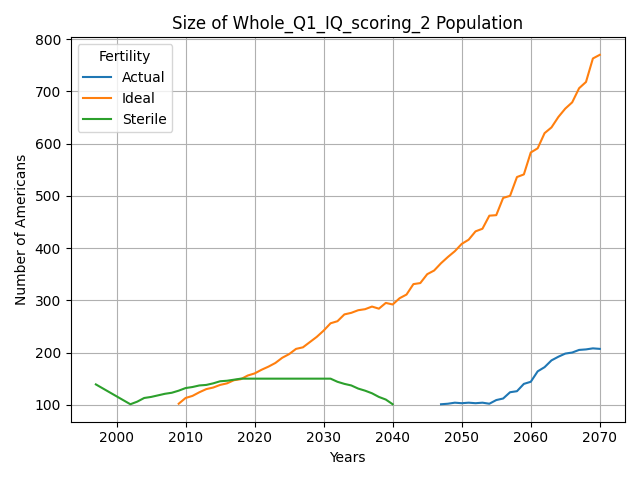 Size of Whole_Q1_IQ_scoring_2 Population
Fertility
Actual
Ideal
Sterile
Number of Americans
800
700
600
500
400
300
200
100
2000 2010 2020 2030 2040 2050 2060 2070
Years